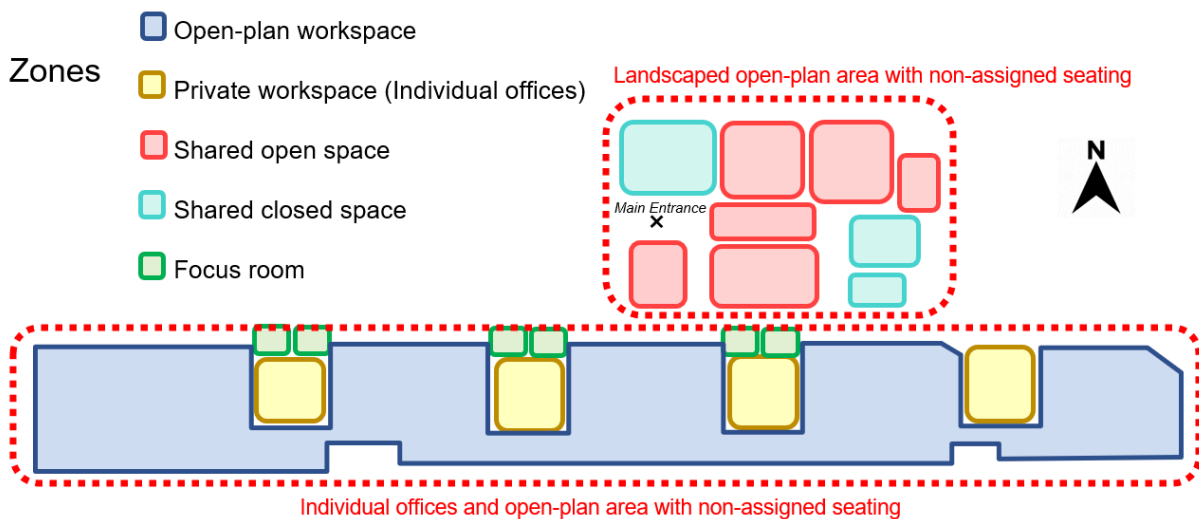 Zones
Open-plan workspace
Private workspace (Individual offices)
Shared open space
Shared closed space
Focus room
Landscaped open-plan area with non-assigned seating
N
Main Entrance
Individual offices and open-plan area with non-assigned seating